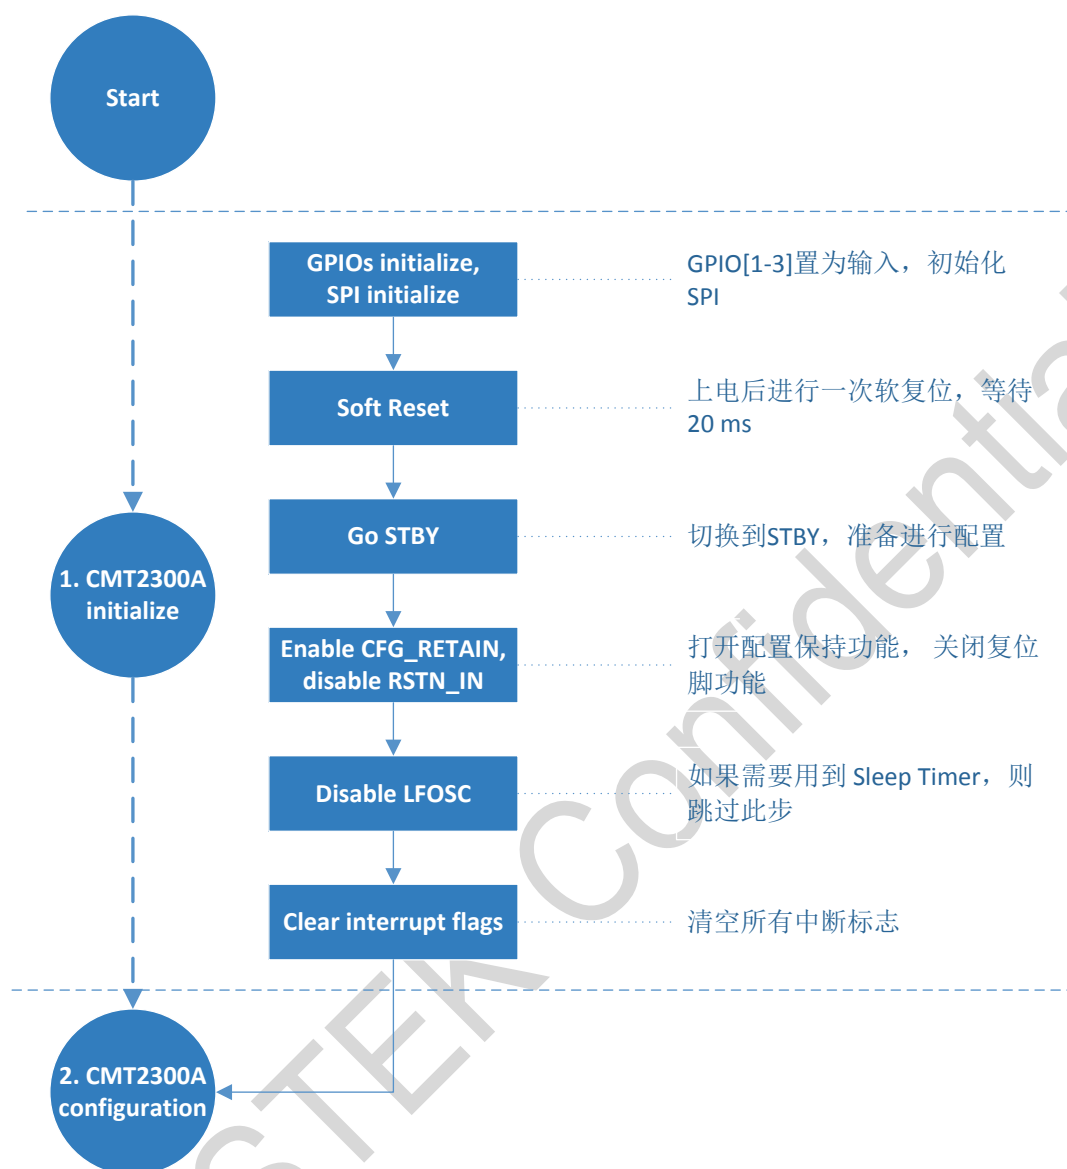 Start
GPIOs initialize,
SPI initialize
GPIO[1-3]置为输入，初始化
SPI
Soft Reset
上电后进行一次软复位，等待
20 ms
Go STBY
切换到STBY，准备进行配置
1. CMT2300A
initialize
Enable CFG_RETAIN,
disable RSTN_IN
打开配置保持功能， 关闭复位
脚功能
Disable LFOSC
如果需要用到 Sleep Timer，则
跳过此步
Clear interrupt flags
清空所有中断标志
2. CMT2300A
configuration
STEK Confidential